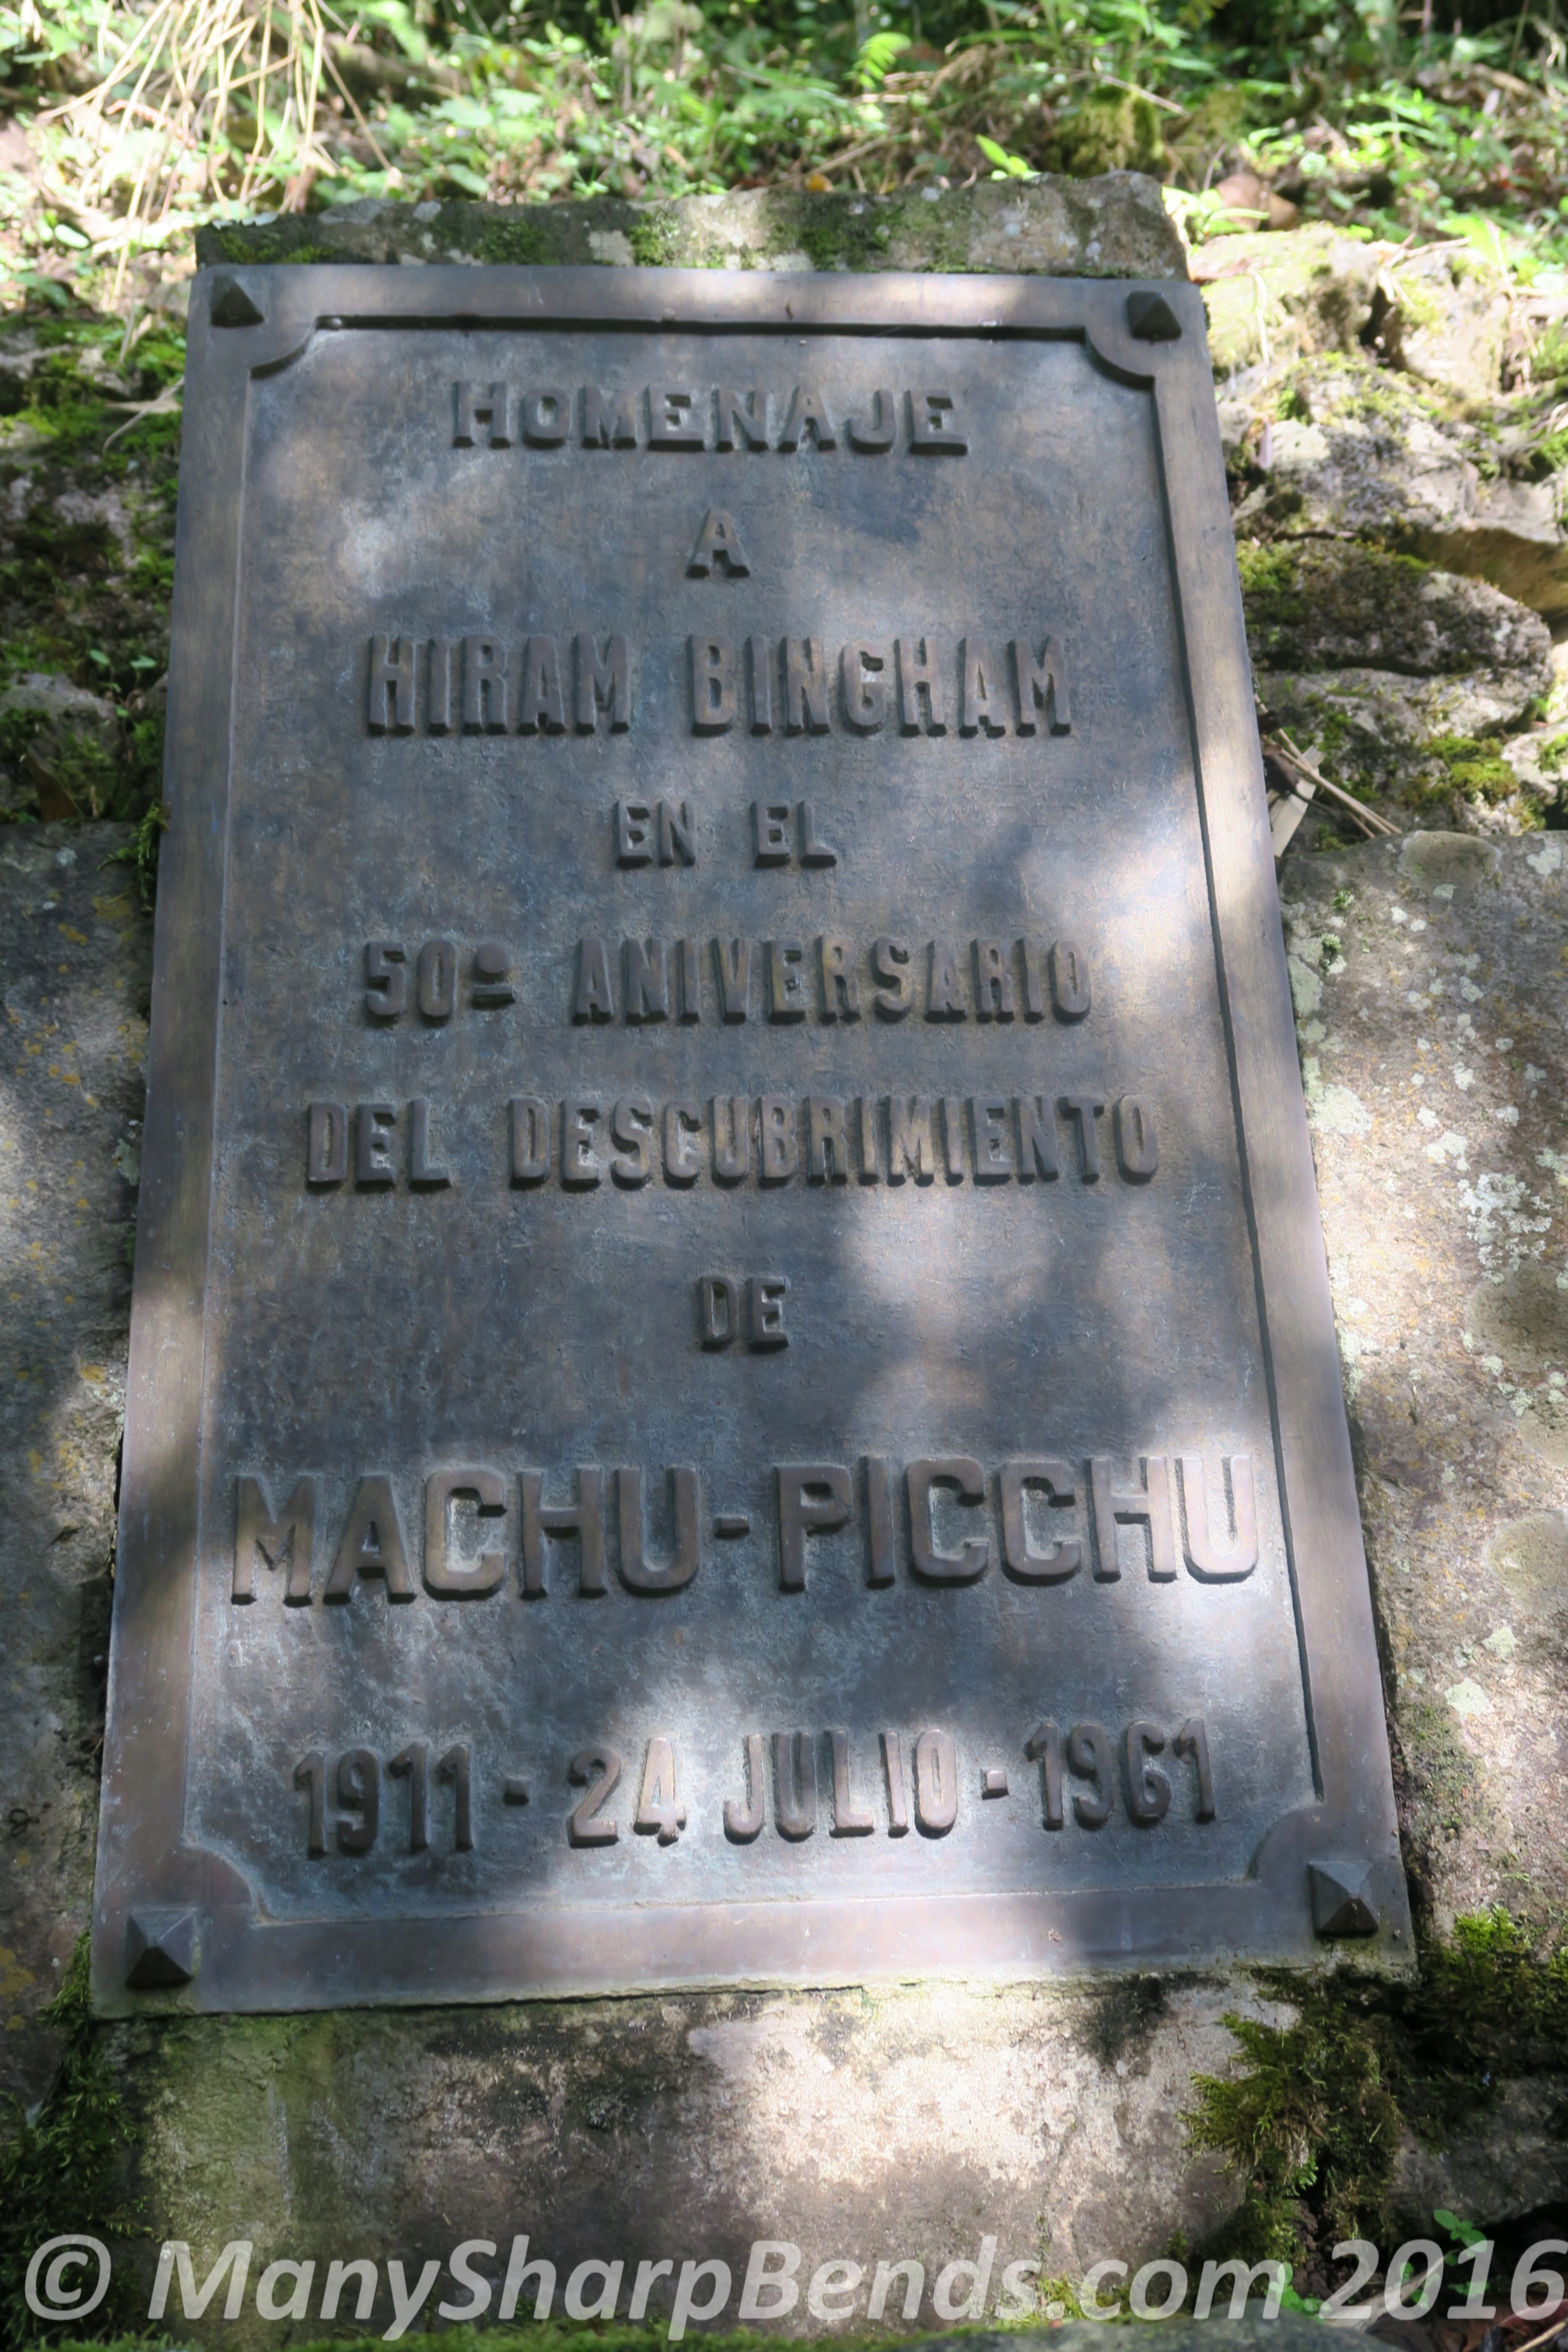 HOMENAJE
A
HIRAM BINGHAM
EN EL
50º ANIVERSARIO
DEL DESCUBRIMIENTO
DE
MACHU-PICCHU
1911-24 JULIO-1961
© ManySharpBends.com 2016